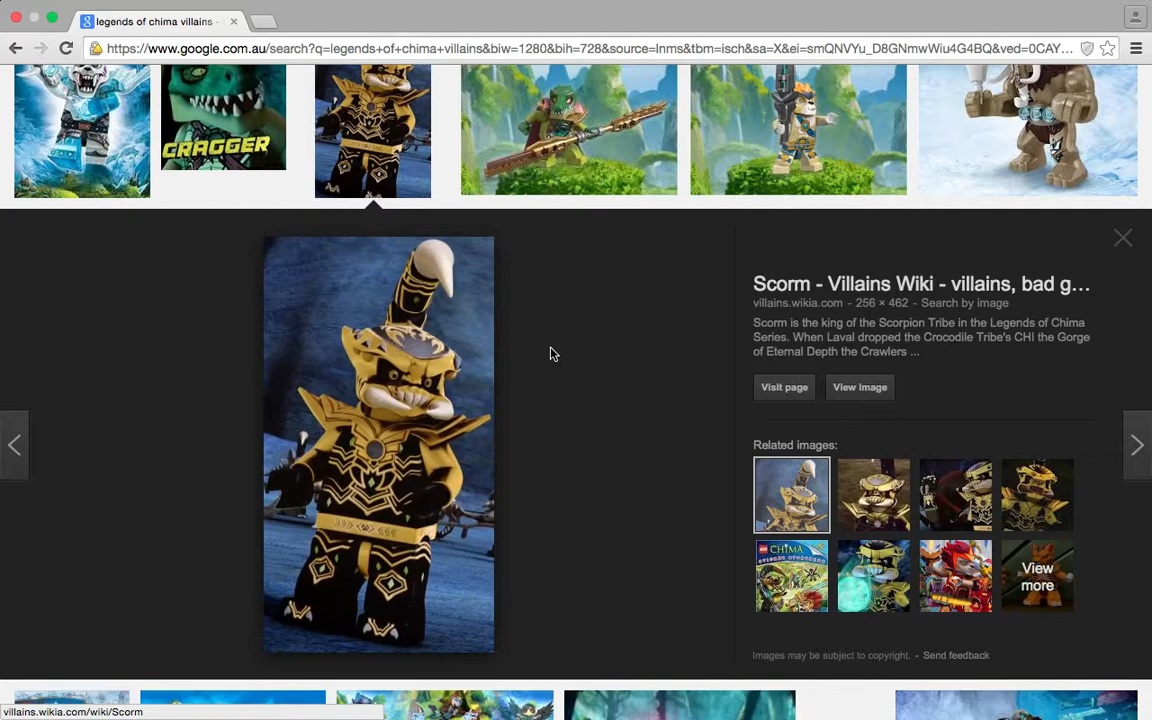 legends of chima villains -
https://www.google.com.au/search?q=legends+of+chima+villains&biw=1280&bih=728&source=lnms&tbm=isch&sa=X&ei=smQNVYu_D8GNmwWiu4G4BQ&ved=0CAY...
GRAGGER
Scorm - Villains Wiki - villains, bad g...
villains.wikia.com - 256 × 462 - Search by image
Scorm is the king of the Scorpion Tribe in the Legends of Chima
Series. When Laval dropped the Crocodile Tribe's CHI the Gorge
of Eternal Depth the Crawlers ...
Visit page
View image
Related images:
CHIMA
View
more
Images may be subject to copyright. - Send feedback
villains.wikia.com/wiki/Scorm